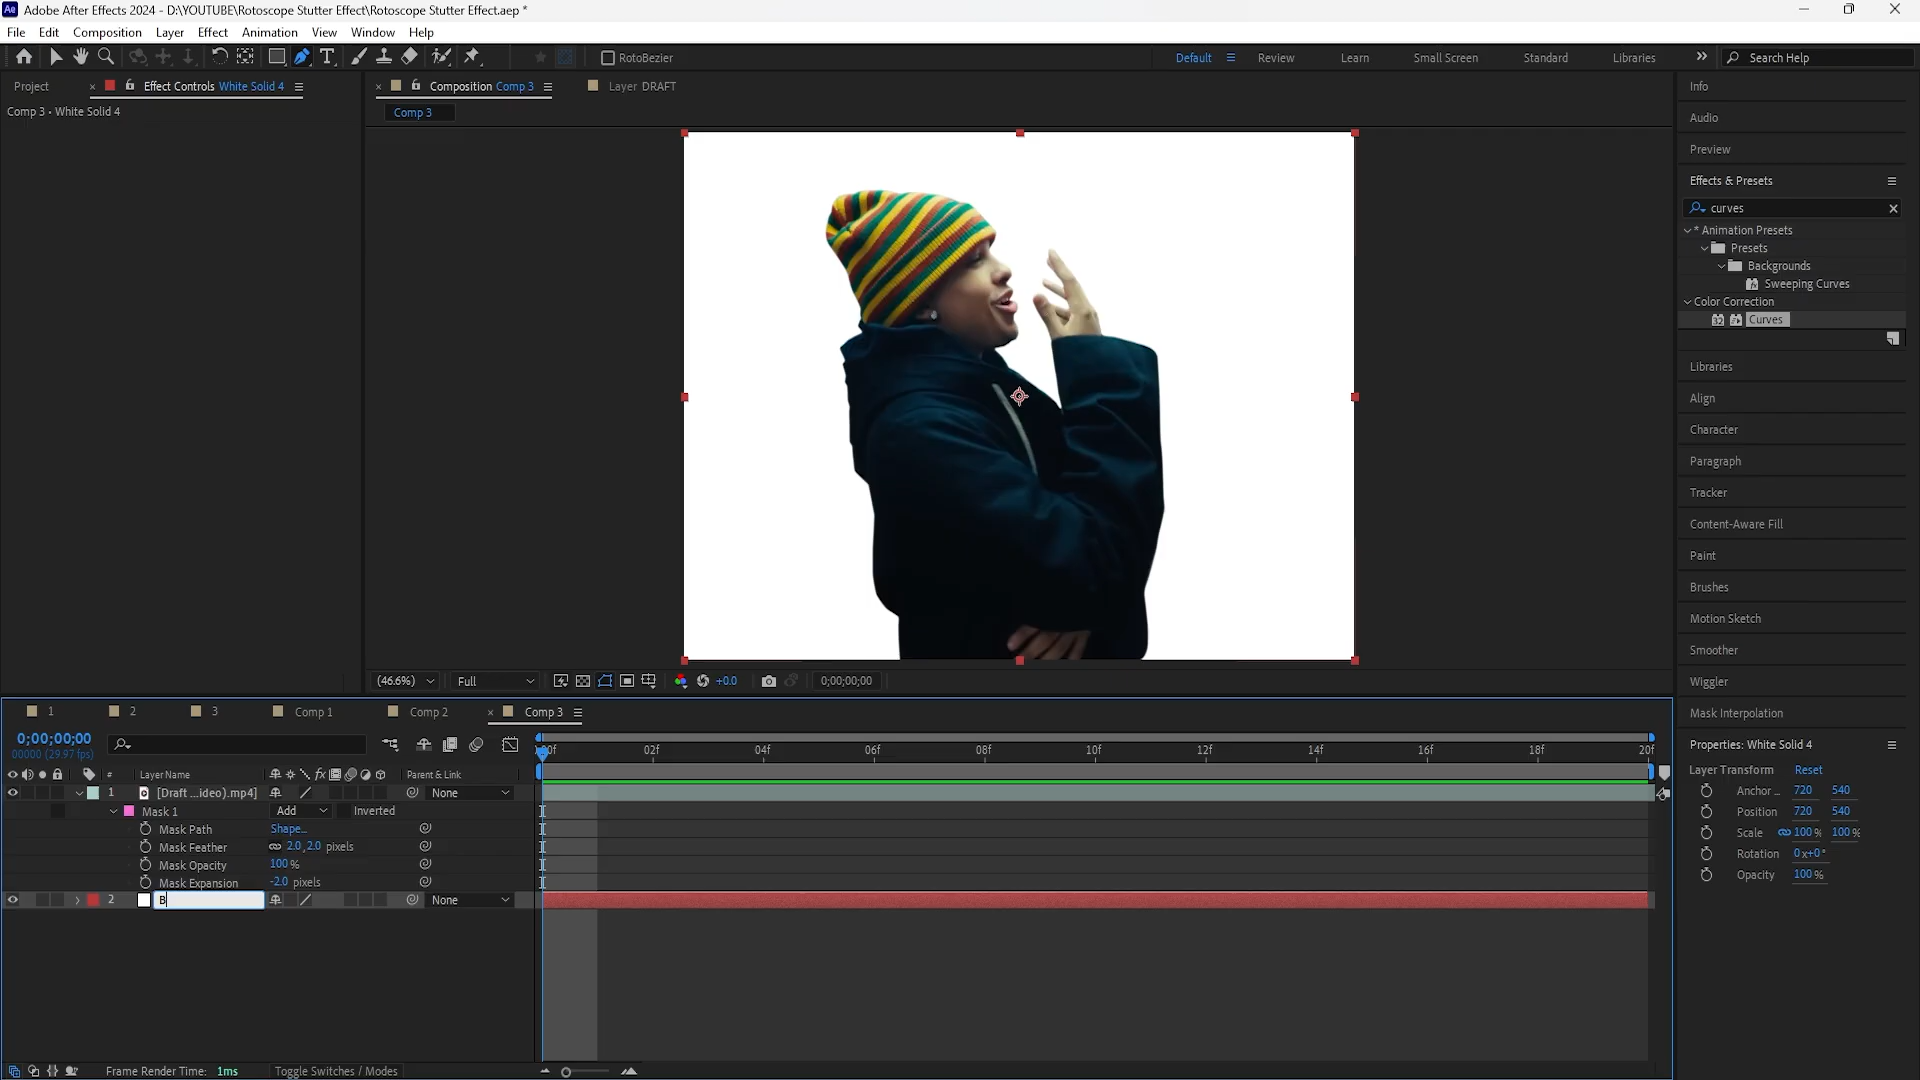 Adobe After Effects 2024 - D:\YOUTUBE\Rotoscope Stutter Effect\Rotoscope Stutter Effect.aep *
File Edit Composition Layer Effect Animation View Window Help
RotoBezier Default Review Learn Small Screen Standard Libraries Search Help
Project Effect Controls White Solid 4 Composition Comp 3 Layer DRAFT
Comp 3 • White Solid 4
Comp 3
Info
Audio
Preview
Effects & Presets
curves
* Animation Presets
Presets
Backgrounds
Sweeping Curves
Color Correction
Curves
Libraries
Align
Character
Paragraph
Tracker
Content-Aware Fill
Paint
Brushes
Motion Sketch
Smoother
Wiggler
Mask Interpolation
Properties: White Solid 4
Layer Transform Reset
Anchor ... 720 540
Position 720 540
Scale 100 % 100 %
Rotation 0x+0°
Opacity 100 %
(46.6%) Full +0.0 0;00;00;00
1 2 3 Comp 1 Comp 2 Comp 3
0;00;00;00
00000 (29.97 fps)
02f 04f 06f 08f 10f 12f 14f 16f 18f 20f
# Layer Name Parent & Link
1 [Draft ...ideo).mp4] None
Mask 1 Add Inverted
Mask Path Shape...
Mask Feather 2.0,2.0 pixels
Mask Opacity 100 %
Mask Expansion -2.0 pixels
2 B None
Frame Render Time: 1ms Toggle Switches / Modes